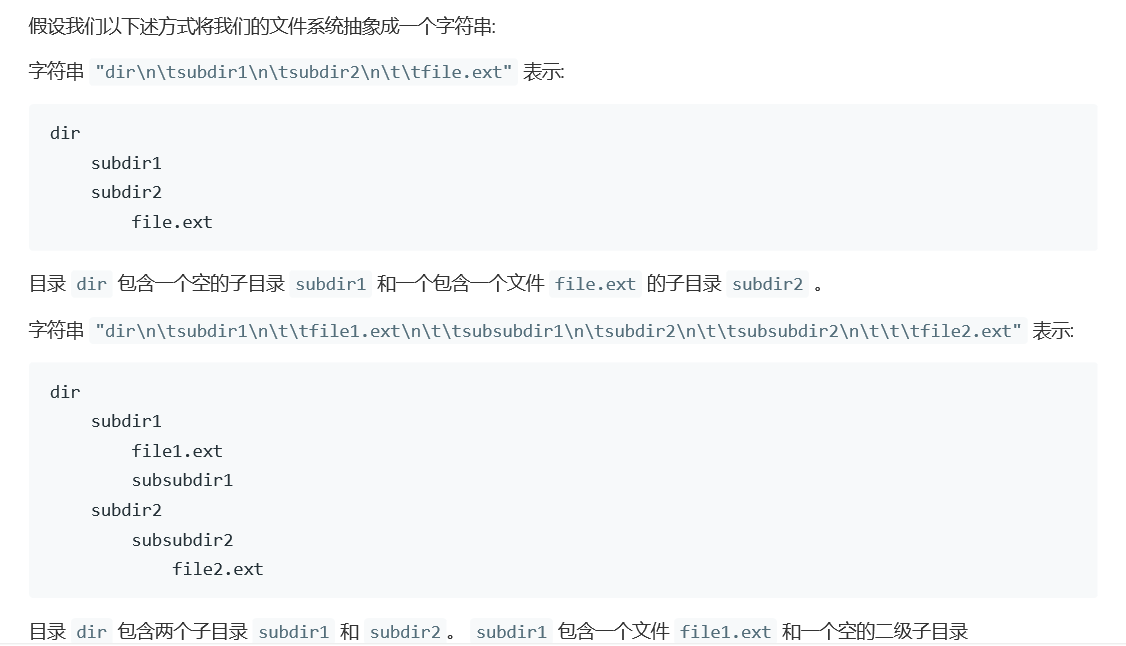 假设我们以下述方式将我们的文件系统抽象成一个字符串:
字符串 "dir\n\tsubdir1\n\tsubdir2\n\t\tfile.ext" 表示:
dir
    subdir1
    subdir2
        file.ext
目录 dir 包含一个空的子目录 subdir1 和一个包含一个文件 file.ext 的子目录 subdir2 。
字符串 "dir\n\tsubdir1\n\t\tfile1.ext\n\t\tsubsubdir1\n\tsubdir2\n\t\tsubsubdir2\n\t\t\tfile2.ext" 表示:
dir
    subdir1
        file1.ext
        subsubdir1
    subdir2
        subsubdir2
            file2.ext
目录 dir 包含两个子目录 subdir1 和 subdir2 。 subdir1 包含一个文件 file1.ext 和一个空的二级子目录